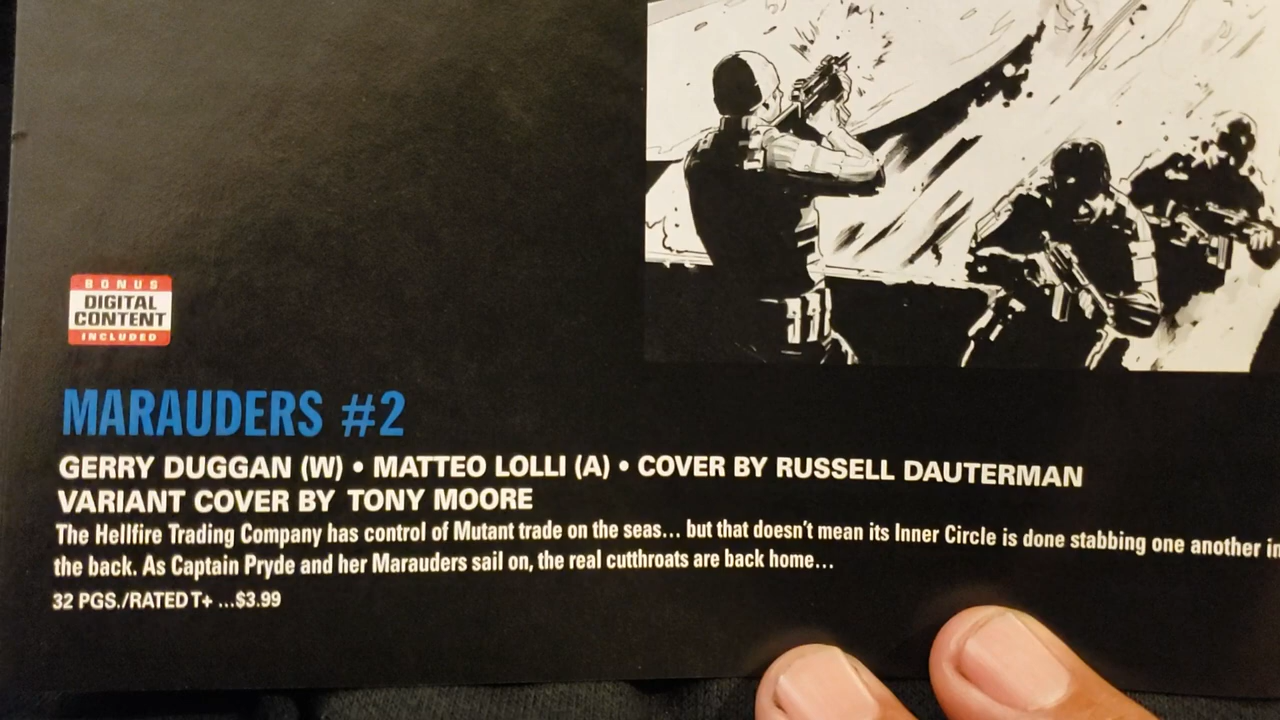 BONUS
DIGITAL
CONTENT
INCLUDED
MARAUDERS #2
GERRY DUGGAN (W) • MATTEO LOLLI (A) • COVER BY RUSSELL DAUTERMAN
VARIANT COVER BY TONY MOORE
The Hellfire Trading Company has control of Mutant trade on the seas... but that doesn't mean its Inner Circle is done stabbing one another in
the back. As Captain Pryde and her Marauders sail on, the real cutthroats are back home...
32 PGS./RATED T+ ...$3.99